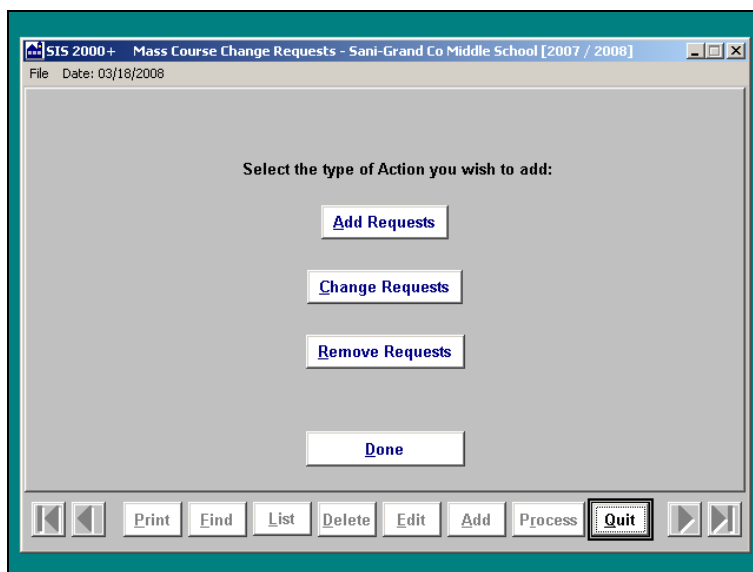 SIS 2000+ Mass Course Change Requests - Sani-Grand Co Middle School [2007 / 2008]
File Date: 03/18/2008
Select the type of Action you wish to add:
Add Requests
Change Requests
Remove Requests
Done
Print Find List Delete Edit Add Process Quit